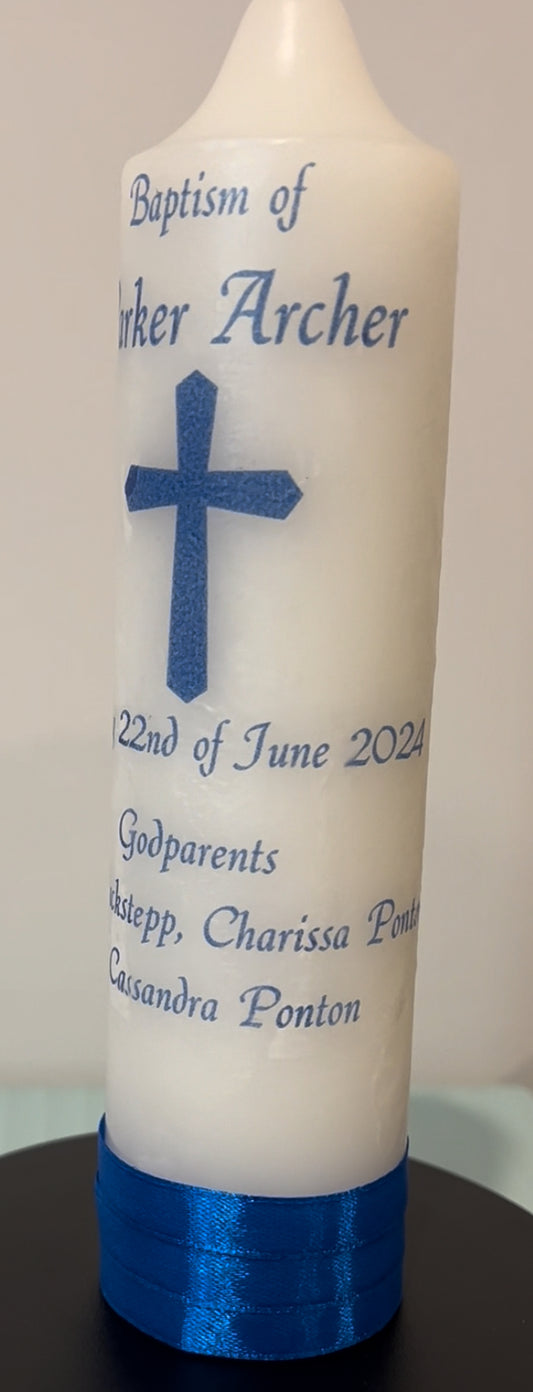 Baptism of
Archer
22nd of June 2024
Godparents
Charissa
Cassandra Ponton